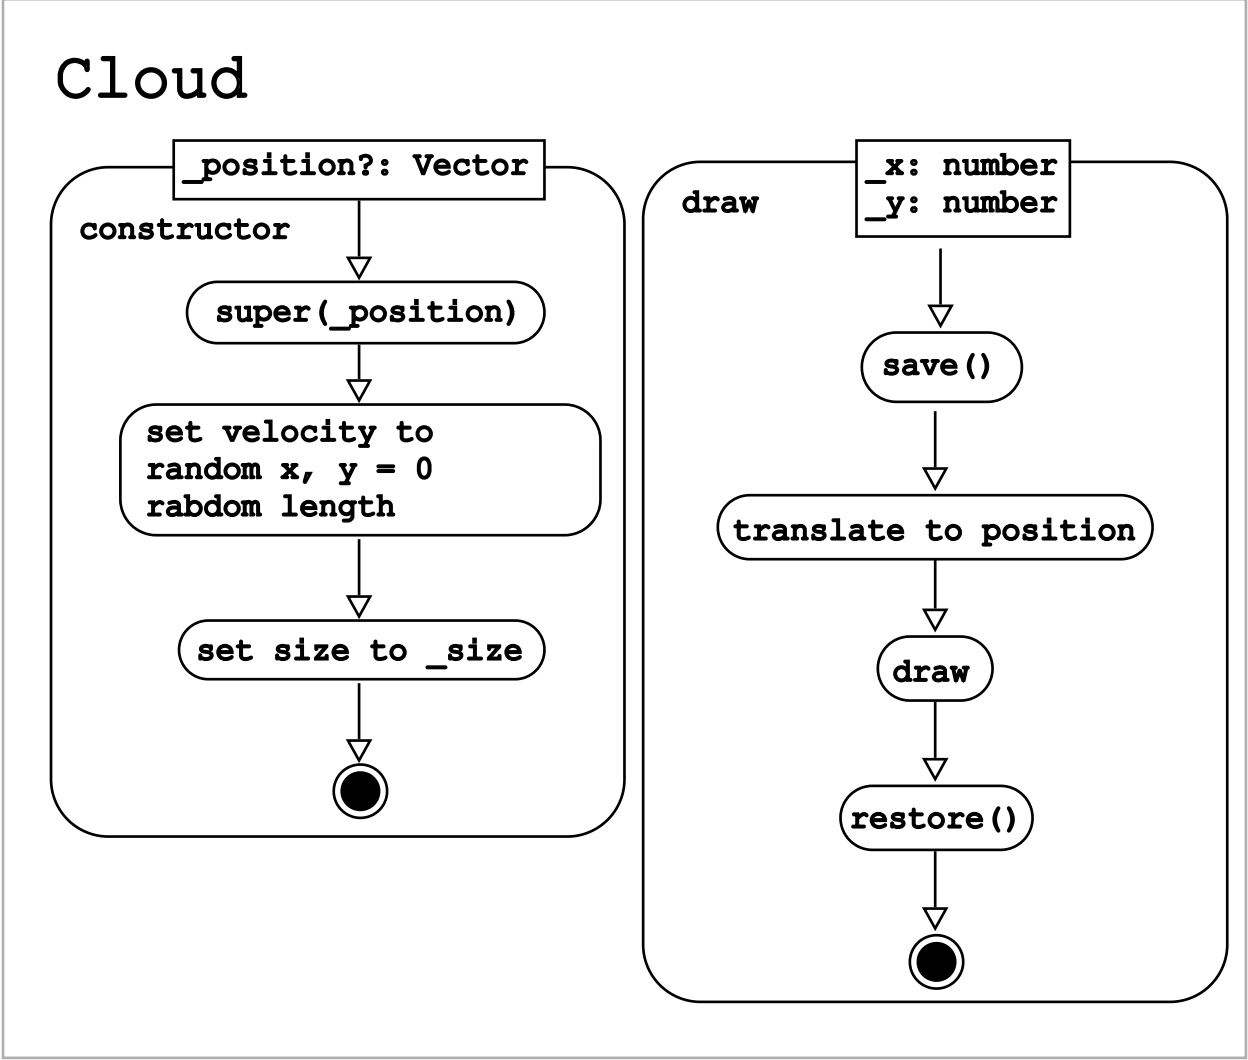 Cloud
_position?: Vector
constructor
super(_position)
set velocity to
random x, y = 0
rabdom length
set size to _size
_x: number
_y: number
draw
save()
translate to position
draw
restore()